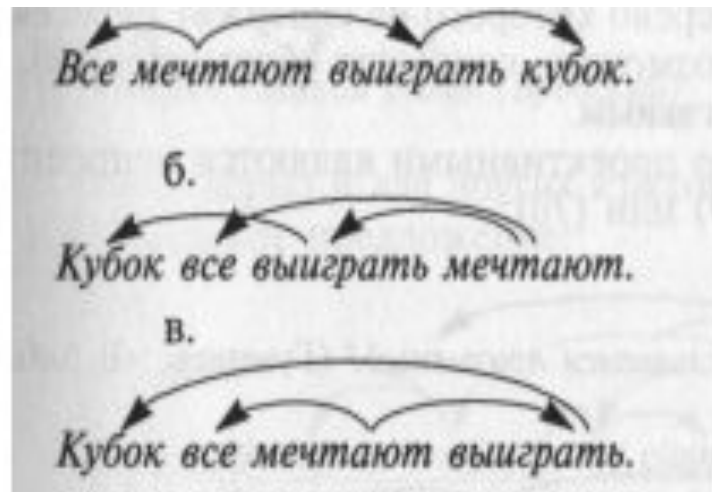 Все мечтают выиграть кубок.
б.
Кубок все выиграть мечтают.
в.
Кубок все мечтают выиграть.